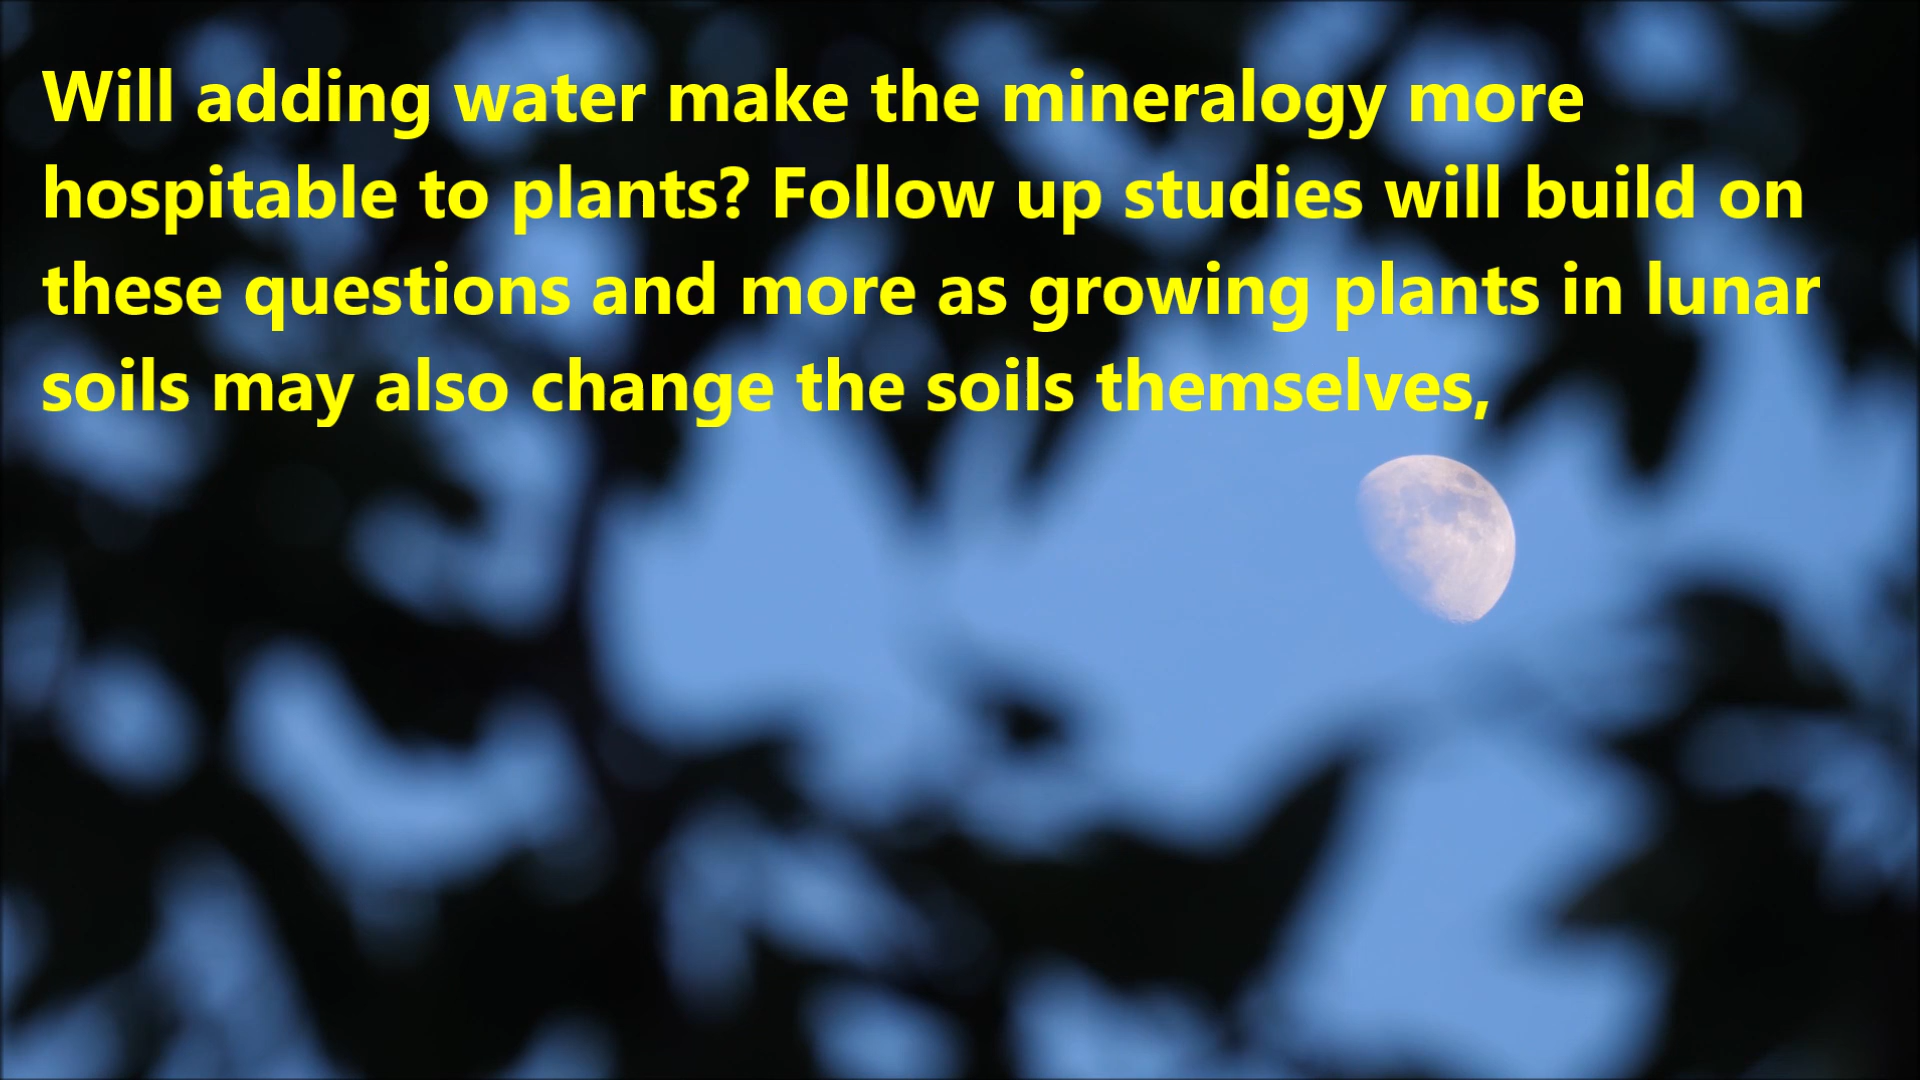 Will adding water make the mineralogy more
hospitable to plants? Follow up studies will build on
these questions and more as growing plants in lunar
soils may also change the soils themselves,